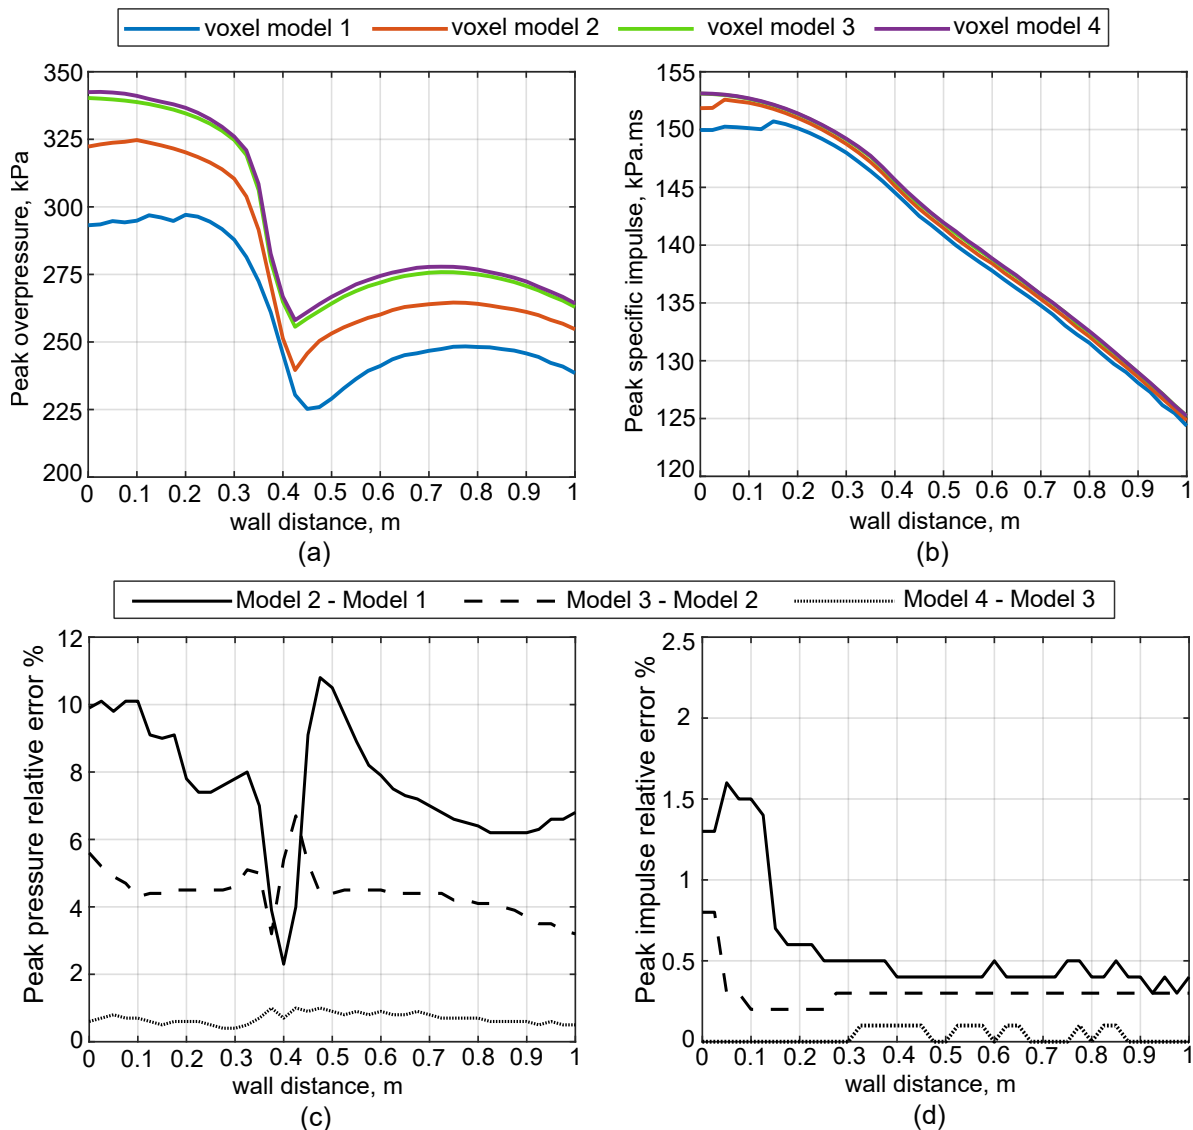 voxel model 1 voxel model 2 voxel model 3 voxel model 4
Peak overpressure, kPa
350
325
300
275
250
225
200
0 0.1 0.2 0.3 0.4 0.5 0.6 0.7 0.8 0.9 1
wall distance, m
(a)
Peak specific impulse, kPa.ms
155
150
145
140
135
130
125
120
0 0.1 0.2 0.3 0.4 0.5 0.6 0.7 0.8 0.9 1
wall distance, m
(b)
Model 2 - Model 1 Model 3 - Model 2 Model 4 - Model 3
Peak pressure relative error %
12
10
8
6
4
2
0
0 0.1 0.2 0.3 0.4 0.5 0.6 0.7 0.8 0.9 1
wall distance, m
(c)
Peak impulse relative error %
2.5
2
1.5
1
0.5
0
0 0.1 0.2 0.3 0.4 0.5 0.6 0.7 0.8 0.9 1
wall distance, m
(d)